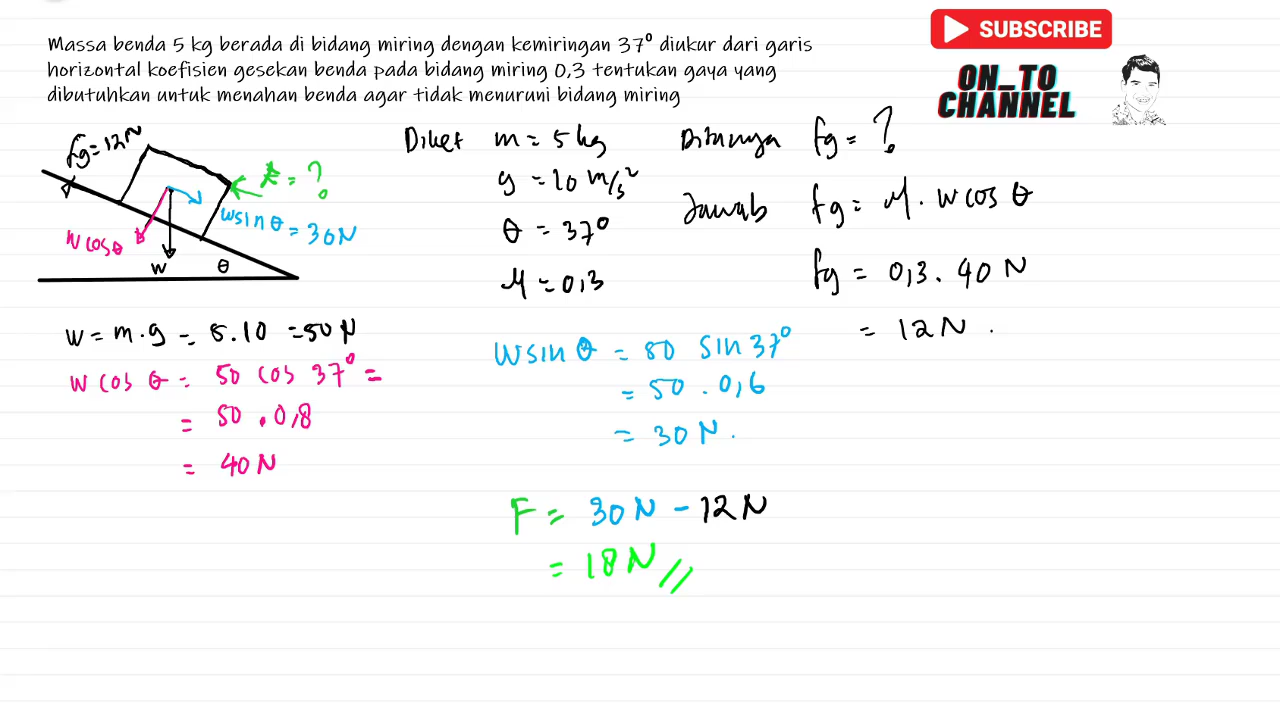 SUBSCRIBE
ON_TO
CHANNEL
Massa benda 5 kg berada di bidang miring dengan kemiringan 37° diukur dari garis
horizontal koefisien gesekan benda pada bidang miring 0,3 tentukan gaya yang
dibutuhkan untuk menahan benda agar tidak menuruni bidang miring
fg = 12N
F = ?
w sin θ = 30N
w cos θ
w
θ
Diket m = 5 kg
g = 10 m/s²
θ = 37°
μ = 0,3
Ditanya fg = ?
Jawab fg = μ. w cos θ
fg = 0,3. 40 N
= 12 N.
w = m.g = 5.10 = 50 N
w cos θ = 50 cos 37° =
= 50 . 0,8
= 40 N
w sin θ = 50 sin 37°
= 50 . 0,6
= 30 N.
F = 30 N - 12 N
= 18 N //